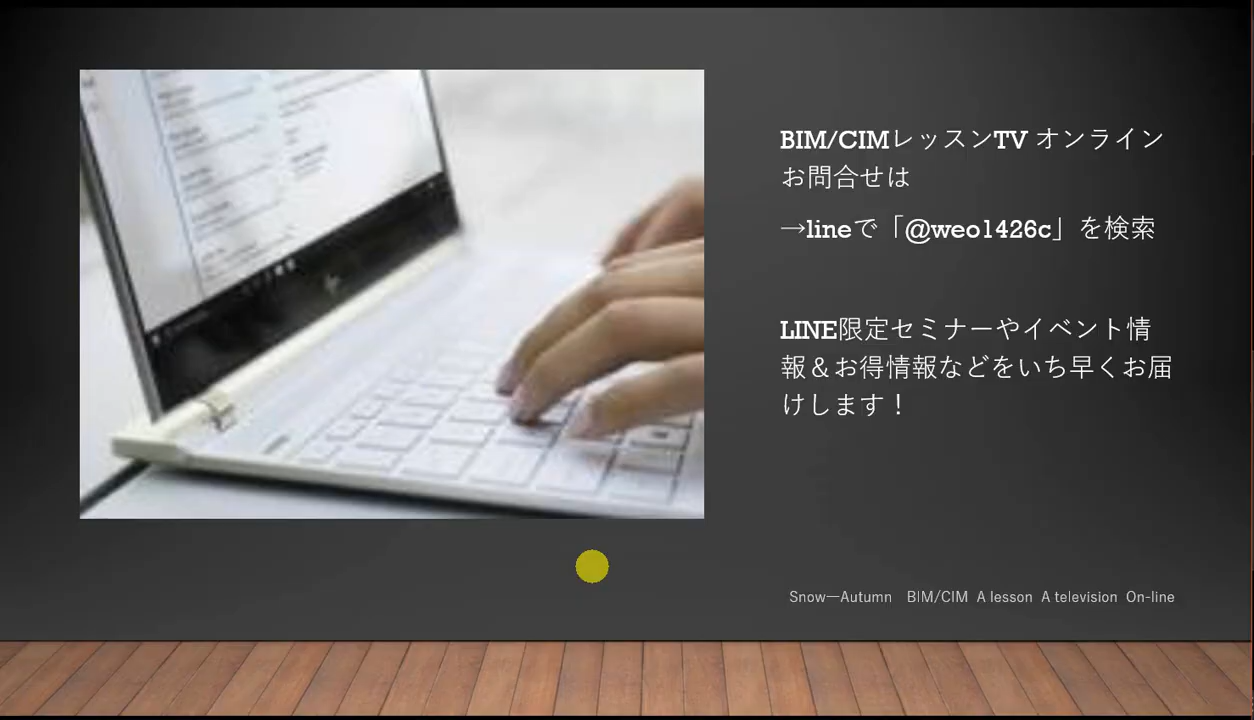 BIM/CIMレッスンTV オンライン
お問合せは
→lineで「@weo1426c」を検索
LINE限定セミナーやイベント情
報＆お得情報などをいち早くお届
けします！
Snow—Autumn BIM/CIM A lesson A television On-line